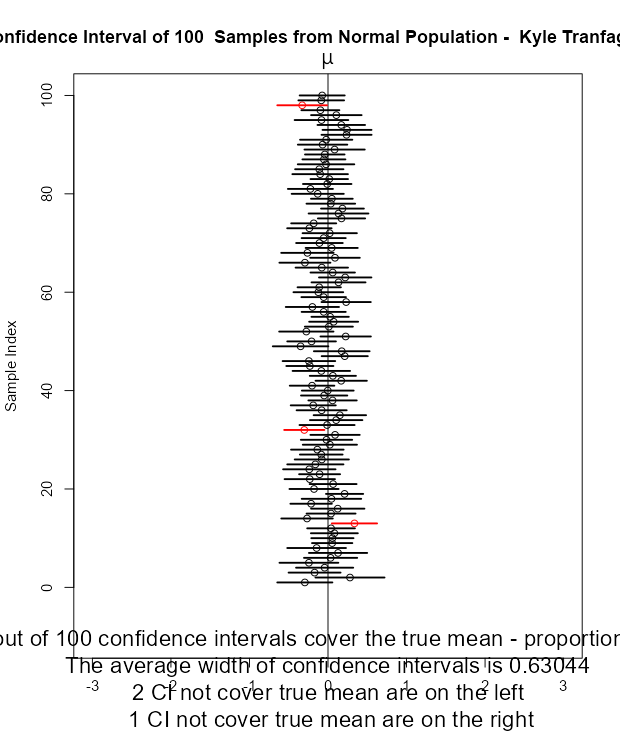 Confidence Interval of 100 Samples from Normal Population - Kyle
μ
100
80
60
40
20
0
Sample Index
out of 100 confidence intervals cover the true mean - proportion
The average width of confidence intervals is 0.63044
-3 -2 -1 0 1 2 3
2 CI not cover true mean are on the left
1 CI not cover true mean are on the right